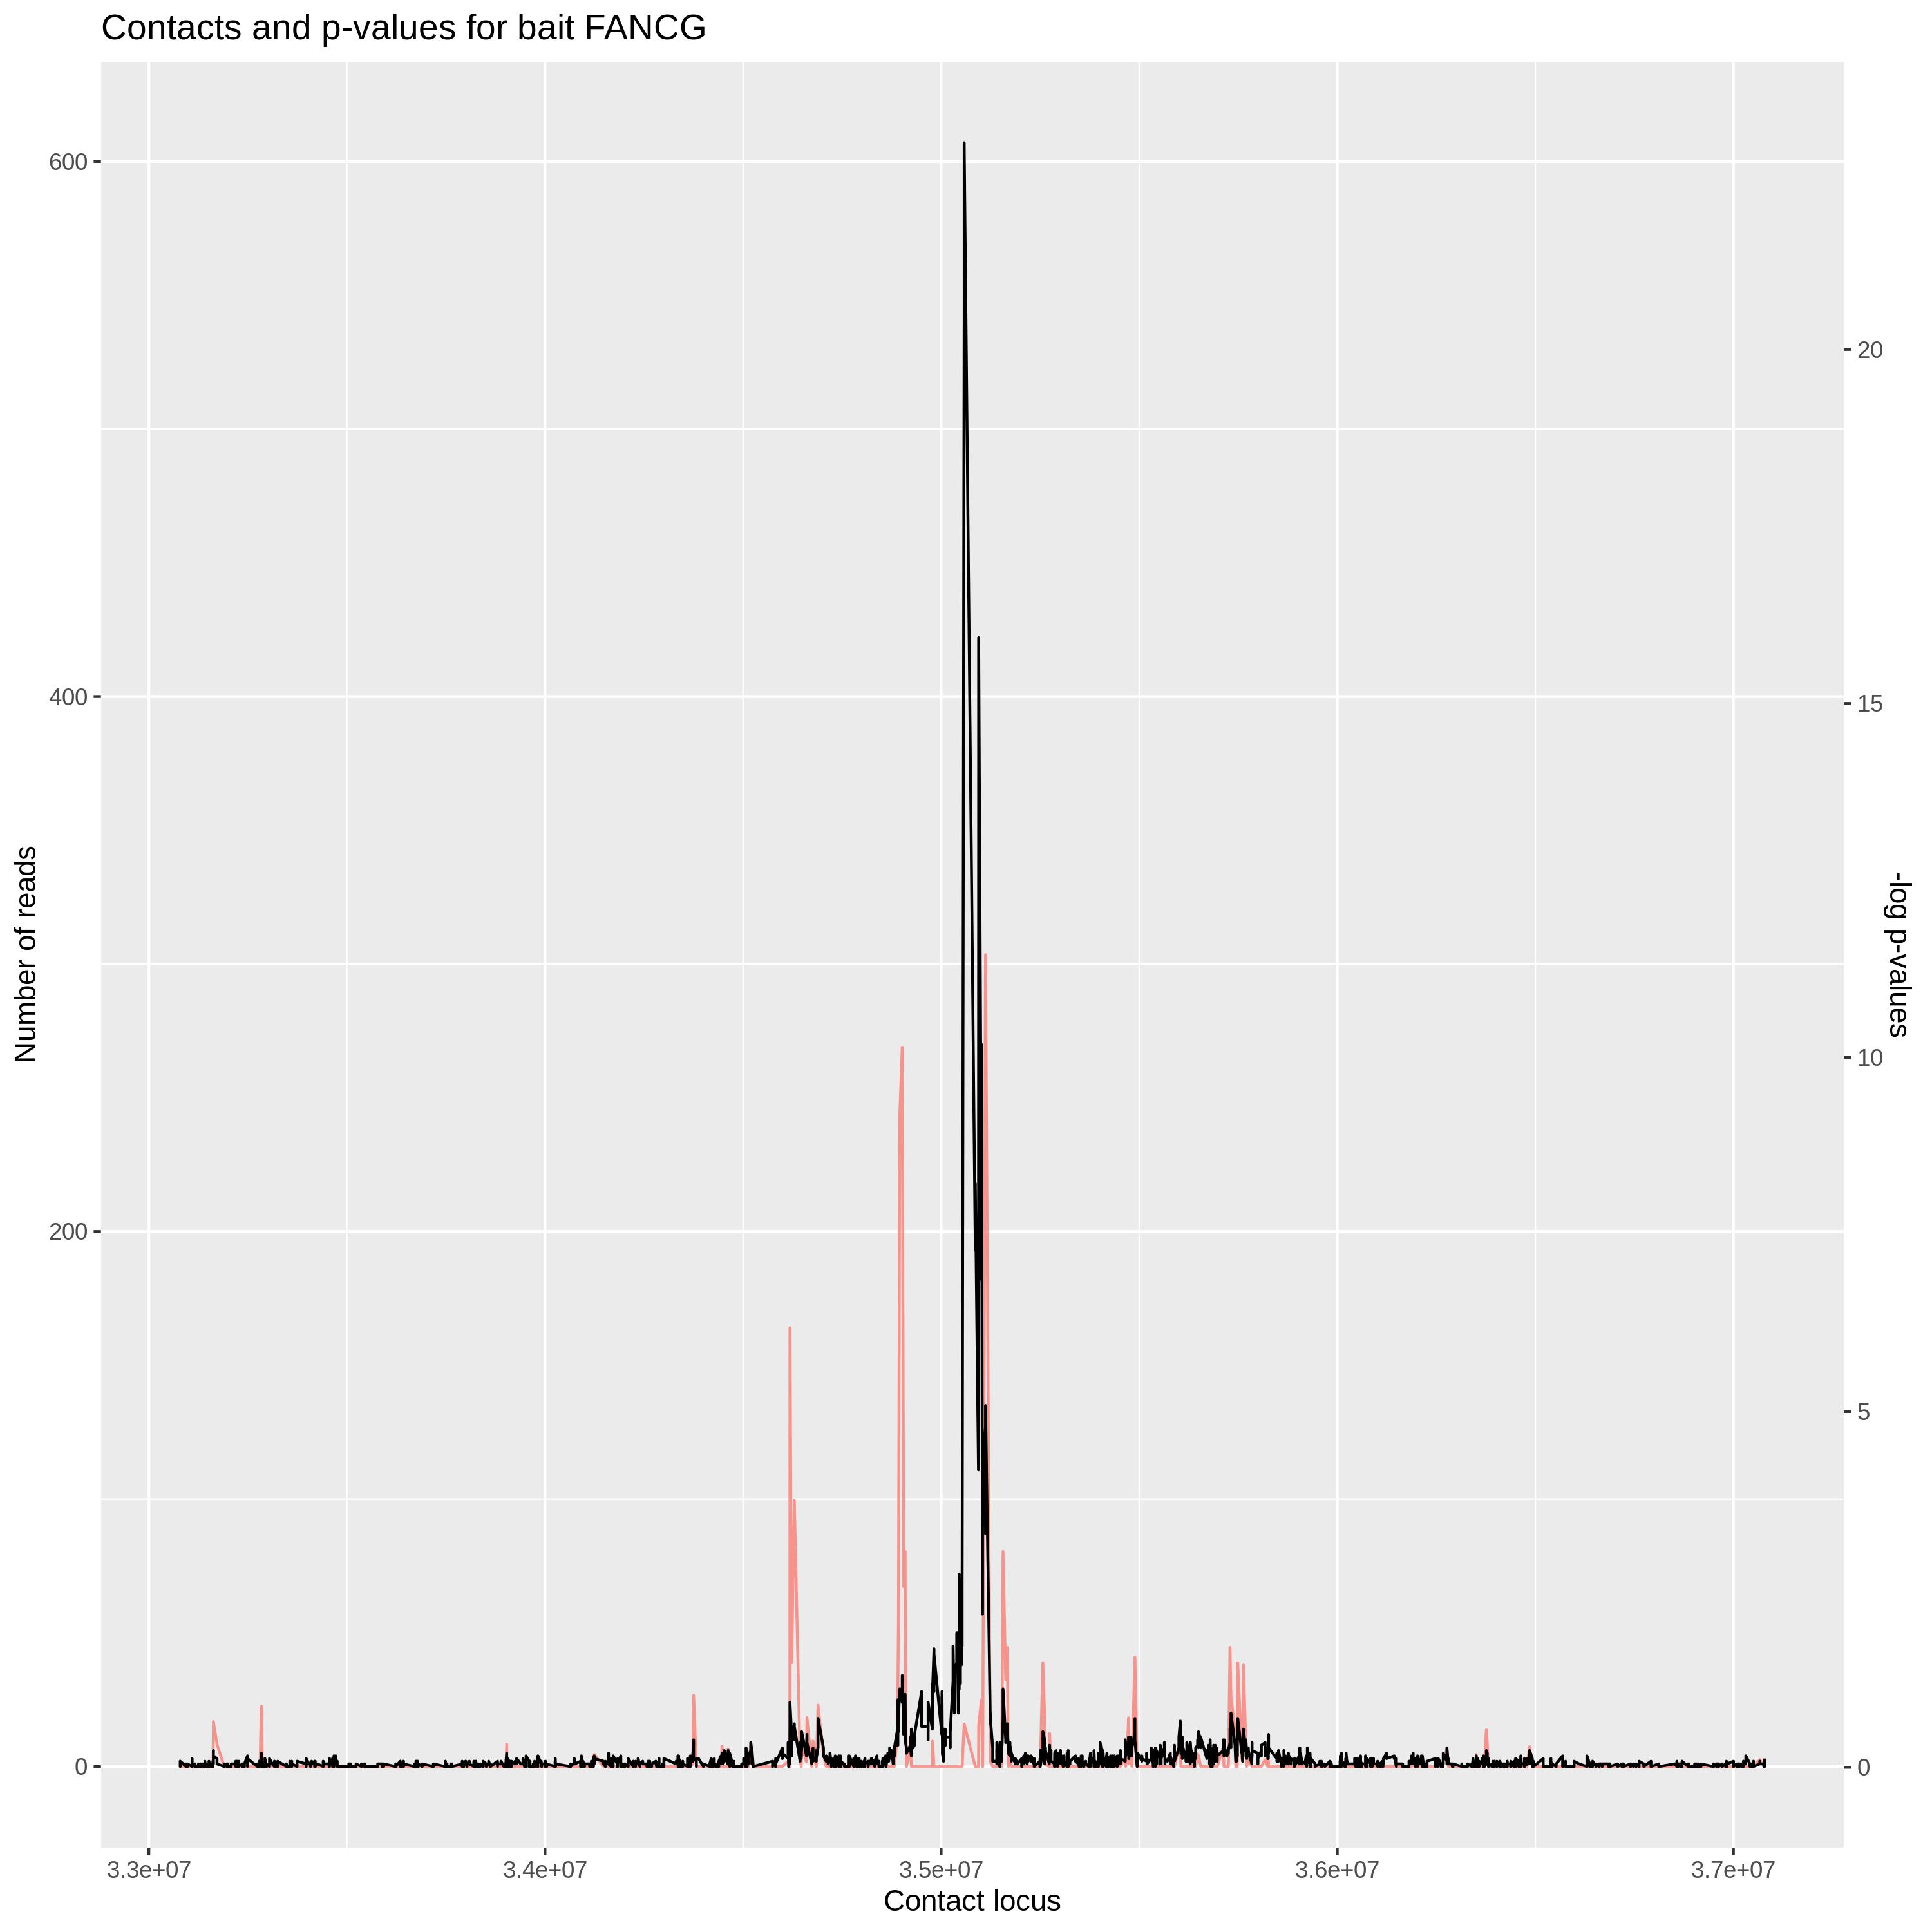 Contacts and p-values for bait FANCG
600
400
200
0
Number of reads
20
15
10
5
0
-log p-values
3.3e+07 3.4e+07 3.5e+07 3.6e+07 3.7e+07
Contact locus